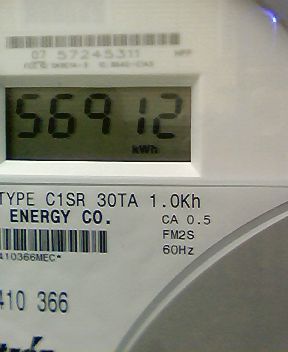 07 57245311
56912
kWh
TYPE C1SR 30TA 1.0Kh
ENERGY CO.
CA 0.5
FM2S
60Hz
410366MEC*
410 366